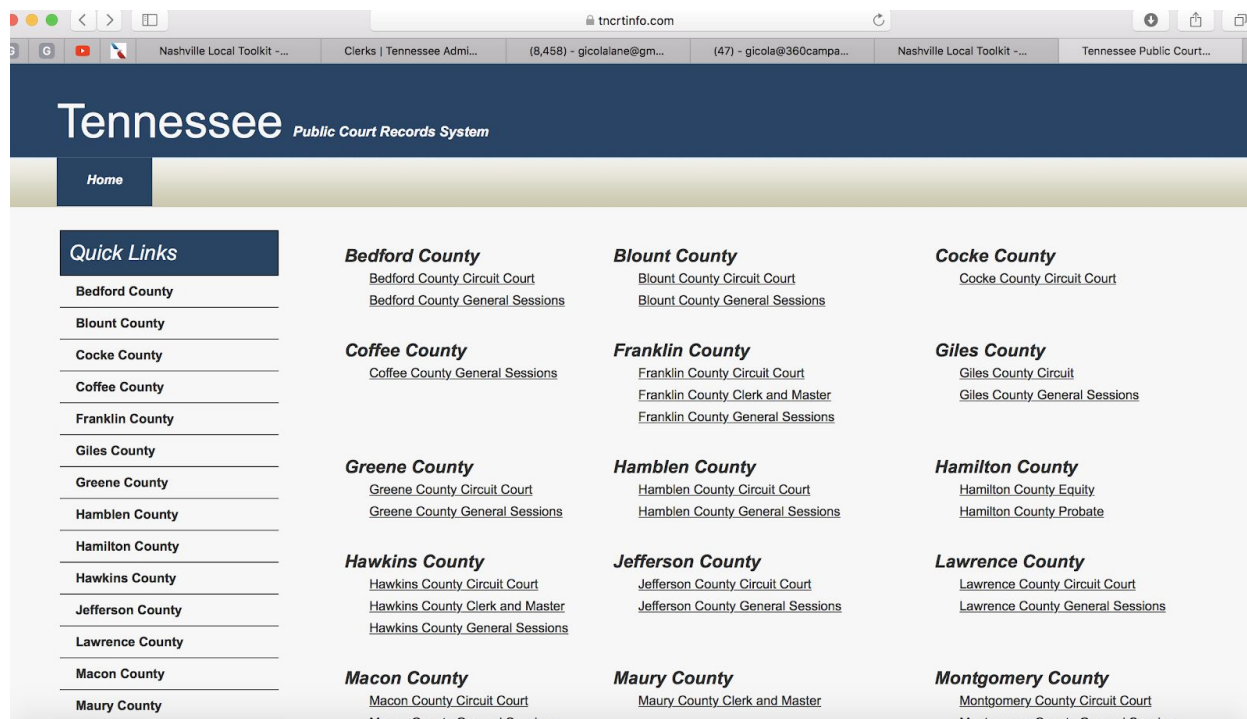 tncrtinfo.com
G
G
Nashville Local Toolkit -...
Clerks | Tennessee Admi...
(8,458) - gicolalane@gm...
(47) - gicola@360campa...
Nashville Local Toolkit -...
Tennessee Public Court...
Tennessee Public Court Records System
Home
Quick Links
Bedford County
Blount County
Cocke County
Coffee County
Franklin County
Giles County
Greene County
Hamblen County
Hamilton County
Hawkins County
Jefferson County
Lawrence County
Macon County
Maury County
Bedford County
Bedford County Circuit Court
Bedford County General Sessions
Blount County
Blount County Circuit Court
Blount County General Sessions
Cocke County
Cocke County Circuit Court
Coffee County
Coffee County General Sessions
Franklin County
Franklin County Circuit Court
Franklin County Clerk and Master
Franklin County General Sessions
Giles County
Giles County Circuit
Giles County General Sessions
Greene County
Greene County Circuit Court
Greene County General Sessions
Hamblen County
Hamblen County Circuit Court
Hamblen County General Sessions
Hamilton County
Hamilton County Equity
Hamilton County Probate
Hawkins County
Hawkins County Circuit Court
Hawkins County Clerk and Master
Hawkins County General Sessions
Jefferson County
Jefferson County Circuit Court
Jefferson County General Sessions
Lawrence County
Lawrence County Circuit Court
Lawrence County General Sessions
Macon County
Macon County Circuit Court
Maury County
Maury County Clerk and Master
Montgomery County
Montgomery County Circuit Court